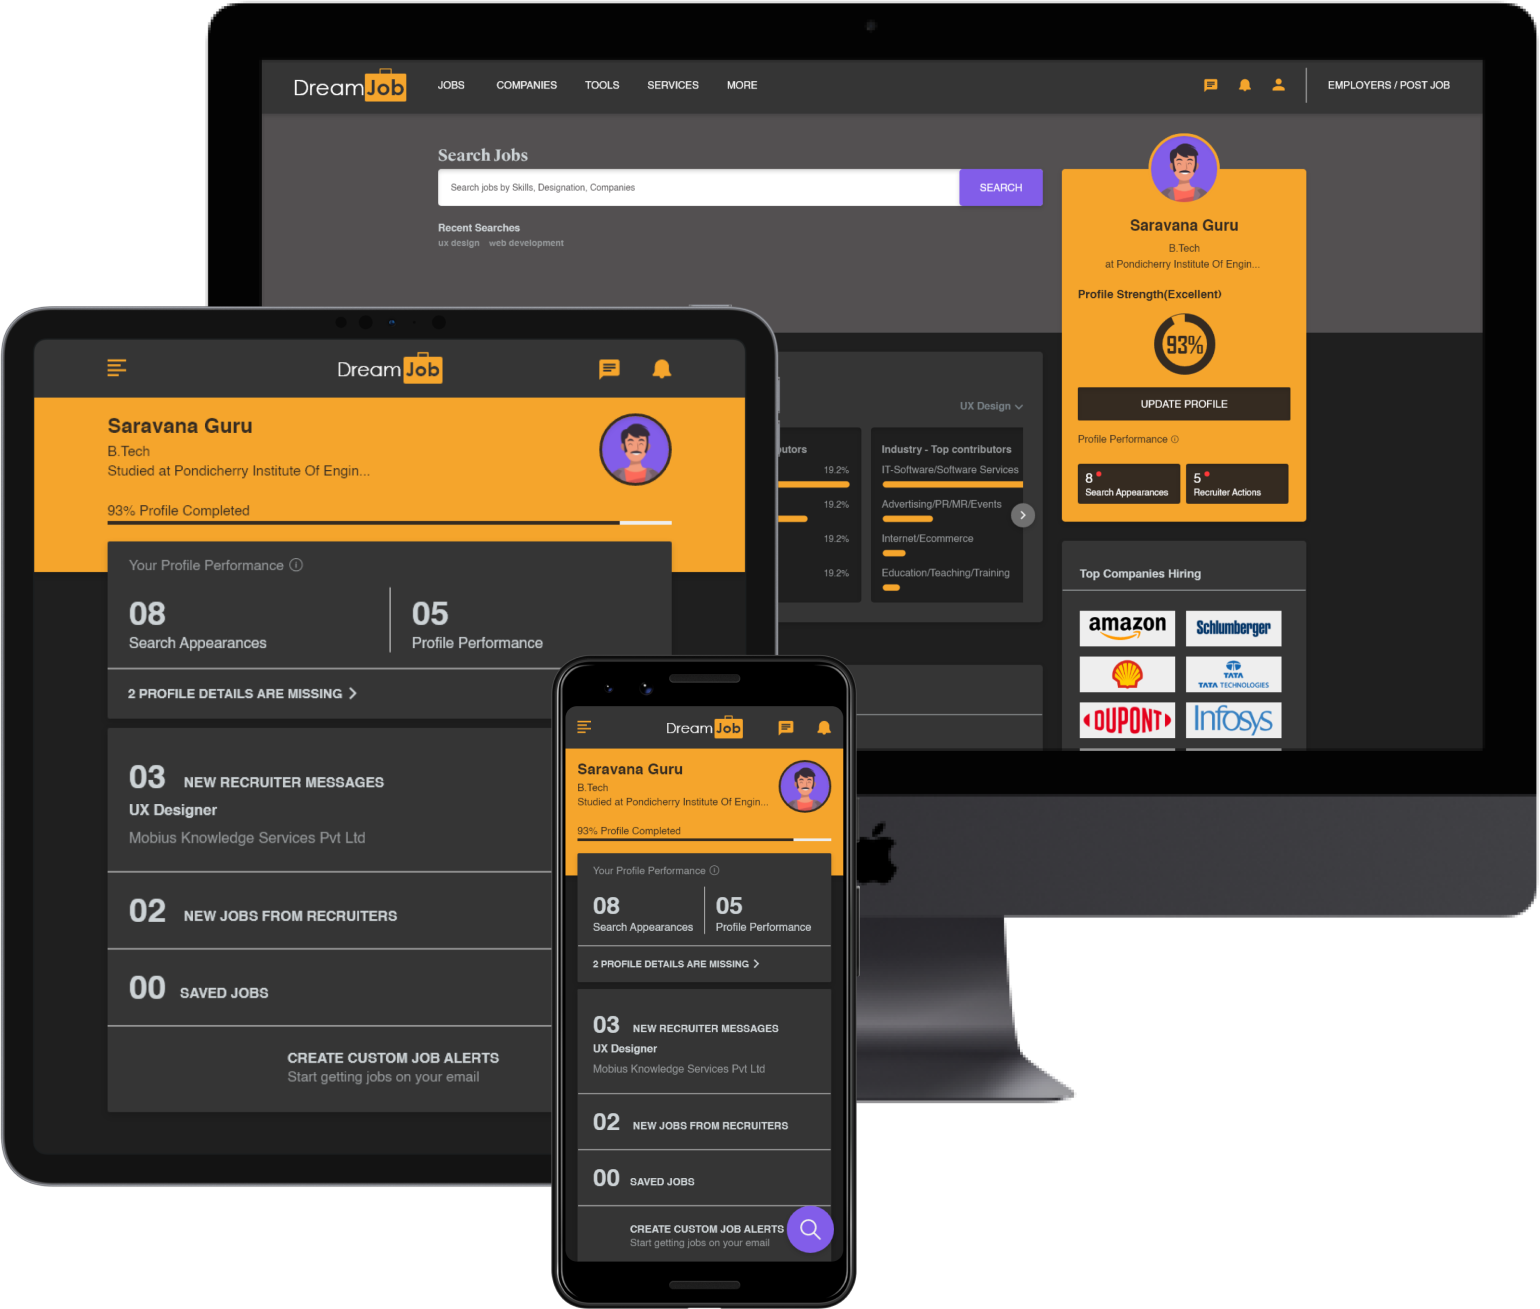 DreamJob
JOBS COMPANIES TOOLS SERVICES MORE
EMPLOYERS / POST JOB
Search Jobs
Search jobs by Skills, Designation, Companies
SEARCH
Recent Searches
ux design web development
Saravana Guru
B.Tech
at Pondicherry Institute Of Engin...
Profile Strength(Excellent)
93%
UPDATE PROFILE
Profile Performance
8
Search Appearances
5
Recruiter Actions
UX Design
19.2%
19.2%
19.2%
19.2%
Industry - Top contributors
IT-Software/Software Services
Advertising/PR/MR/Events
Internet/Ecommerce
Education/Teaching/Training
Top Companies Hiring
amazon
Schlumberger
TATA
TATA TECHNOLOGIES
DUPONT
Infosys
DreamJob
Saravana Guru
B.Tech
Studied at Pondicherry Institute Of Engin...
93% Profile Completed
Your Profile Performance
08
Search Appearances
05
Profile Performance
2 PROFILE DETAILS ARE MISSING
03 NEW RECRUITER MESSAGES
UX Designer
Mobius Knowledge Services Pvt Ltd
02 NEW JOBS FROM RECRUITERS
00 SAVED JOBS
CREATE CUSTOM JOB ALERTS
Start getting jobs on your email
DreamJob
Saravana Guru
B.Tech
Studied at Pondicherry Institute Of Engin...
93% Profile Completed
Your Profile Performance
08
Search Appearances
05
Profile Performance
2 PROFILE DETAILS ARE MISSING
03 NEW RECRUITER MESSAGES
UX Designer
Mobius Knowledge Services Pvt Ltd
02 NEW JOBS FROM RECRUITERS
00 SAVED JOBS
CREATE CUSTOM JOB ALERTS
Start getting jobs on your email